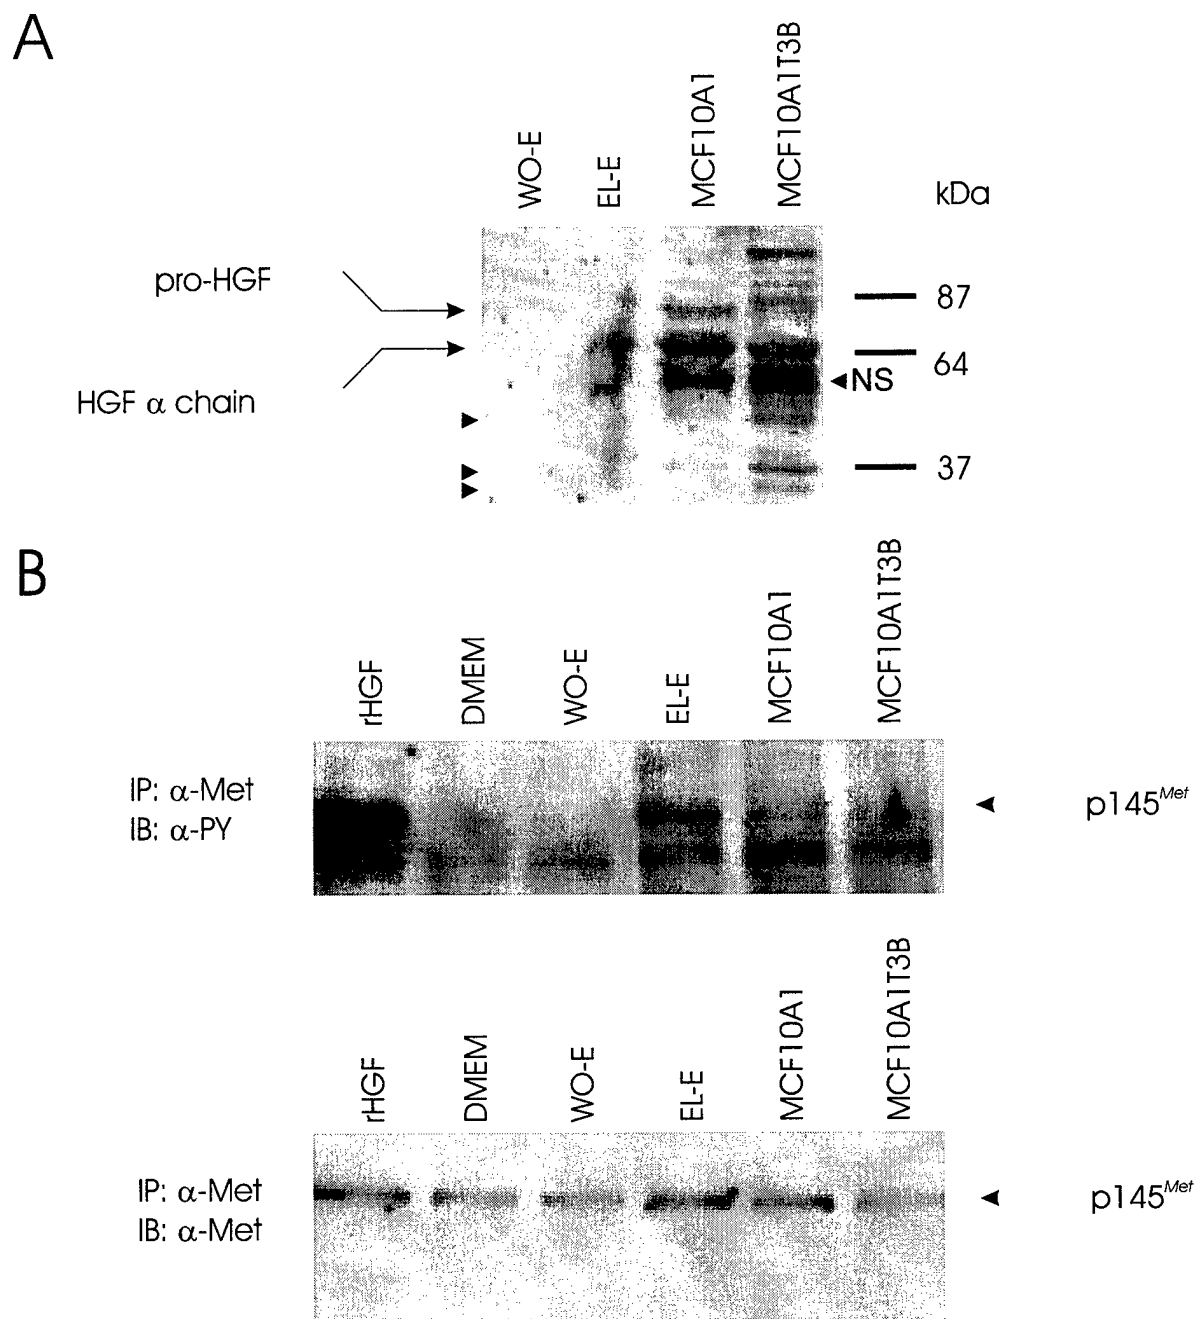 A
WO-E
EL-E
MCF10A1
MCF10A1T3B
kDa
pro-HGF
87
HGF α chain
64
NS
37
B
rHGF
DMEM
WO-E
EL-E
MCF10A1
MCF10A1T3B
IP: α-Met
IB: α-PY
p145Met
rHGF
DMEM
WO-E
EL-E
MCF10A1
MCF10A1T3B
IP: α-Met
IB: α-Met
p145Met